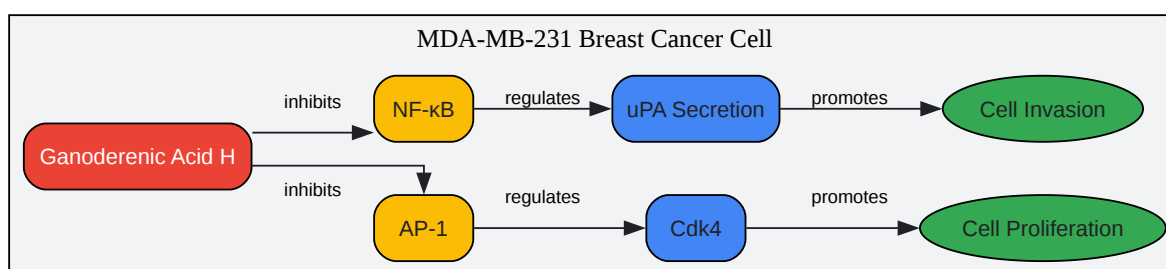 MDA-MB-231 Breast Cancer Cell
inhibits
NF-κB
regulates
uPA Secretion
promotes
Cell Invasion
Ganoderenic Acid H
inhibits
AP-1
regulates
Cdk4
promotes
Cell Proliferation